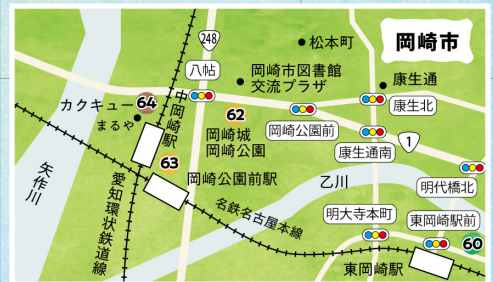 岡崎市
248
八帖
松本町
岡崎市図書館
交流プラザ
康生通
康生北
カクキュー 64
まるや
中岡崎駅
62
岡崎城
岡崎公園
岡崎公園前
康生通南
1
63
岡崎公園前駅
矢作川
愛知環状鉄道線
名鉄名古屋本線
乙川
明代橋北
明大寺本町
東岡崎駅前
60
東岡崎駅